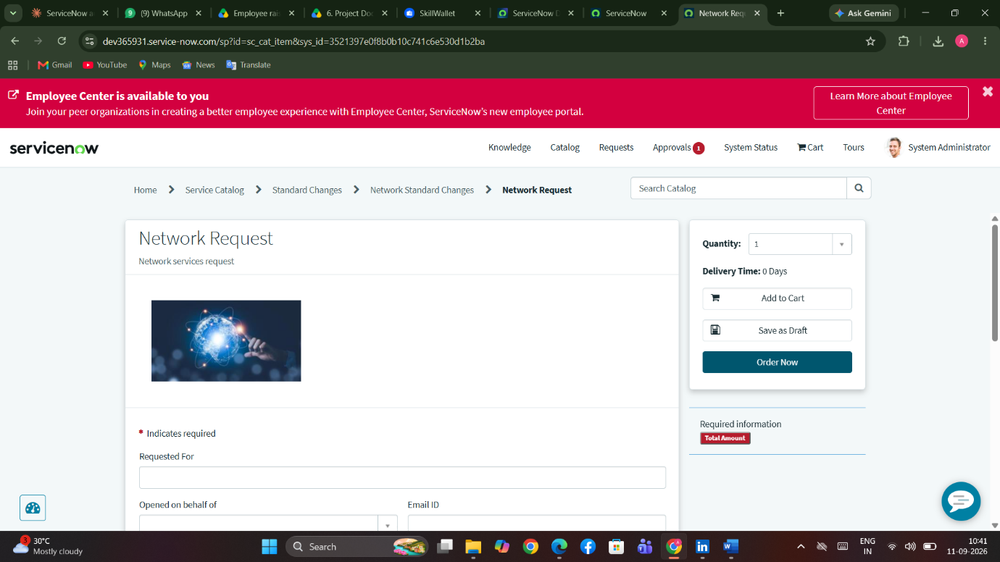 ServiceNow a
(9) WhatsApp
Employee rai
6. Project Doc
SkillWallet
ServiceNow D
ServiceNow
Network Requ
Ask Gemini
dev365931.service-now.com/sp?id=sc_cat_item&sys_id=3521397e0f8b0b10c741c6e530d1b2ba
A
Gmail
YouTube
Maps
News
Translate
Employee Center is available to you
Join your peer organizations in creating a better employee experience with Employee Center, ServiceNow’s new employee portal.
Learn More about Employee
Center
servicenow
Knowledge
Catalog
Requests
Approvals 1
System Status
Cart
Tours
System Administrator
Home
Service Catalog
Standard Changes
Network Standard Changes
Network Request
Search Catalog
Network Request
Network services request
Quantity: 1
Delivery Time: 0 Days
Add to Cart
Save as Draft
Order Now
Required information
Total Amount
* Indicates required
Requested For
Opened on behalf of
Email ID
3
30°C
Mostly cloudy
Search
ENG
IN
10:41
11-09-2026